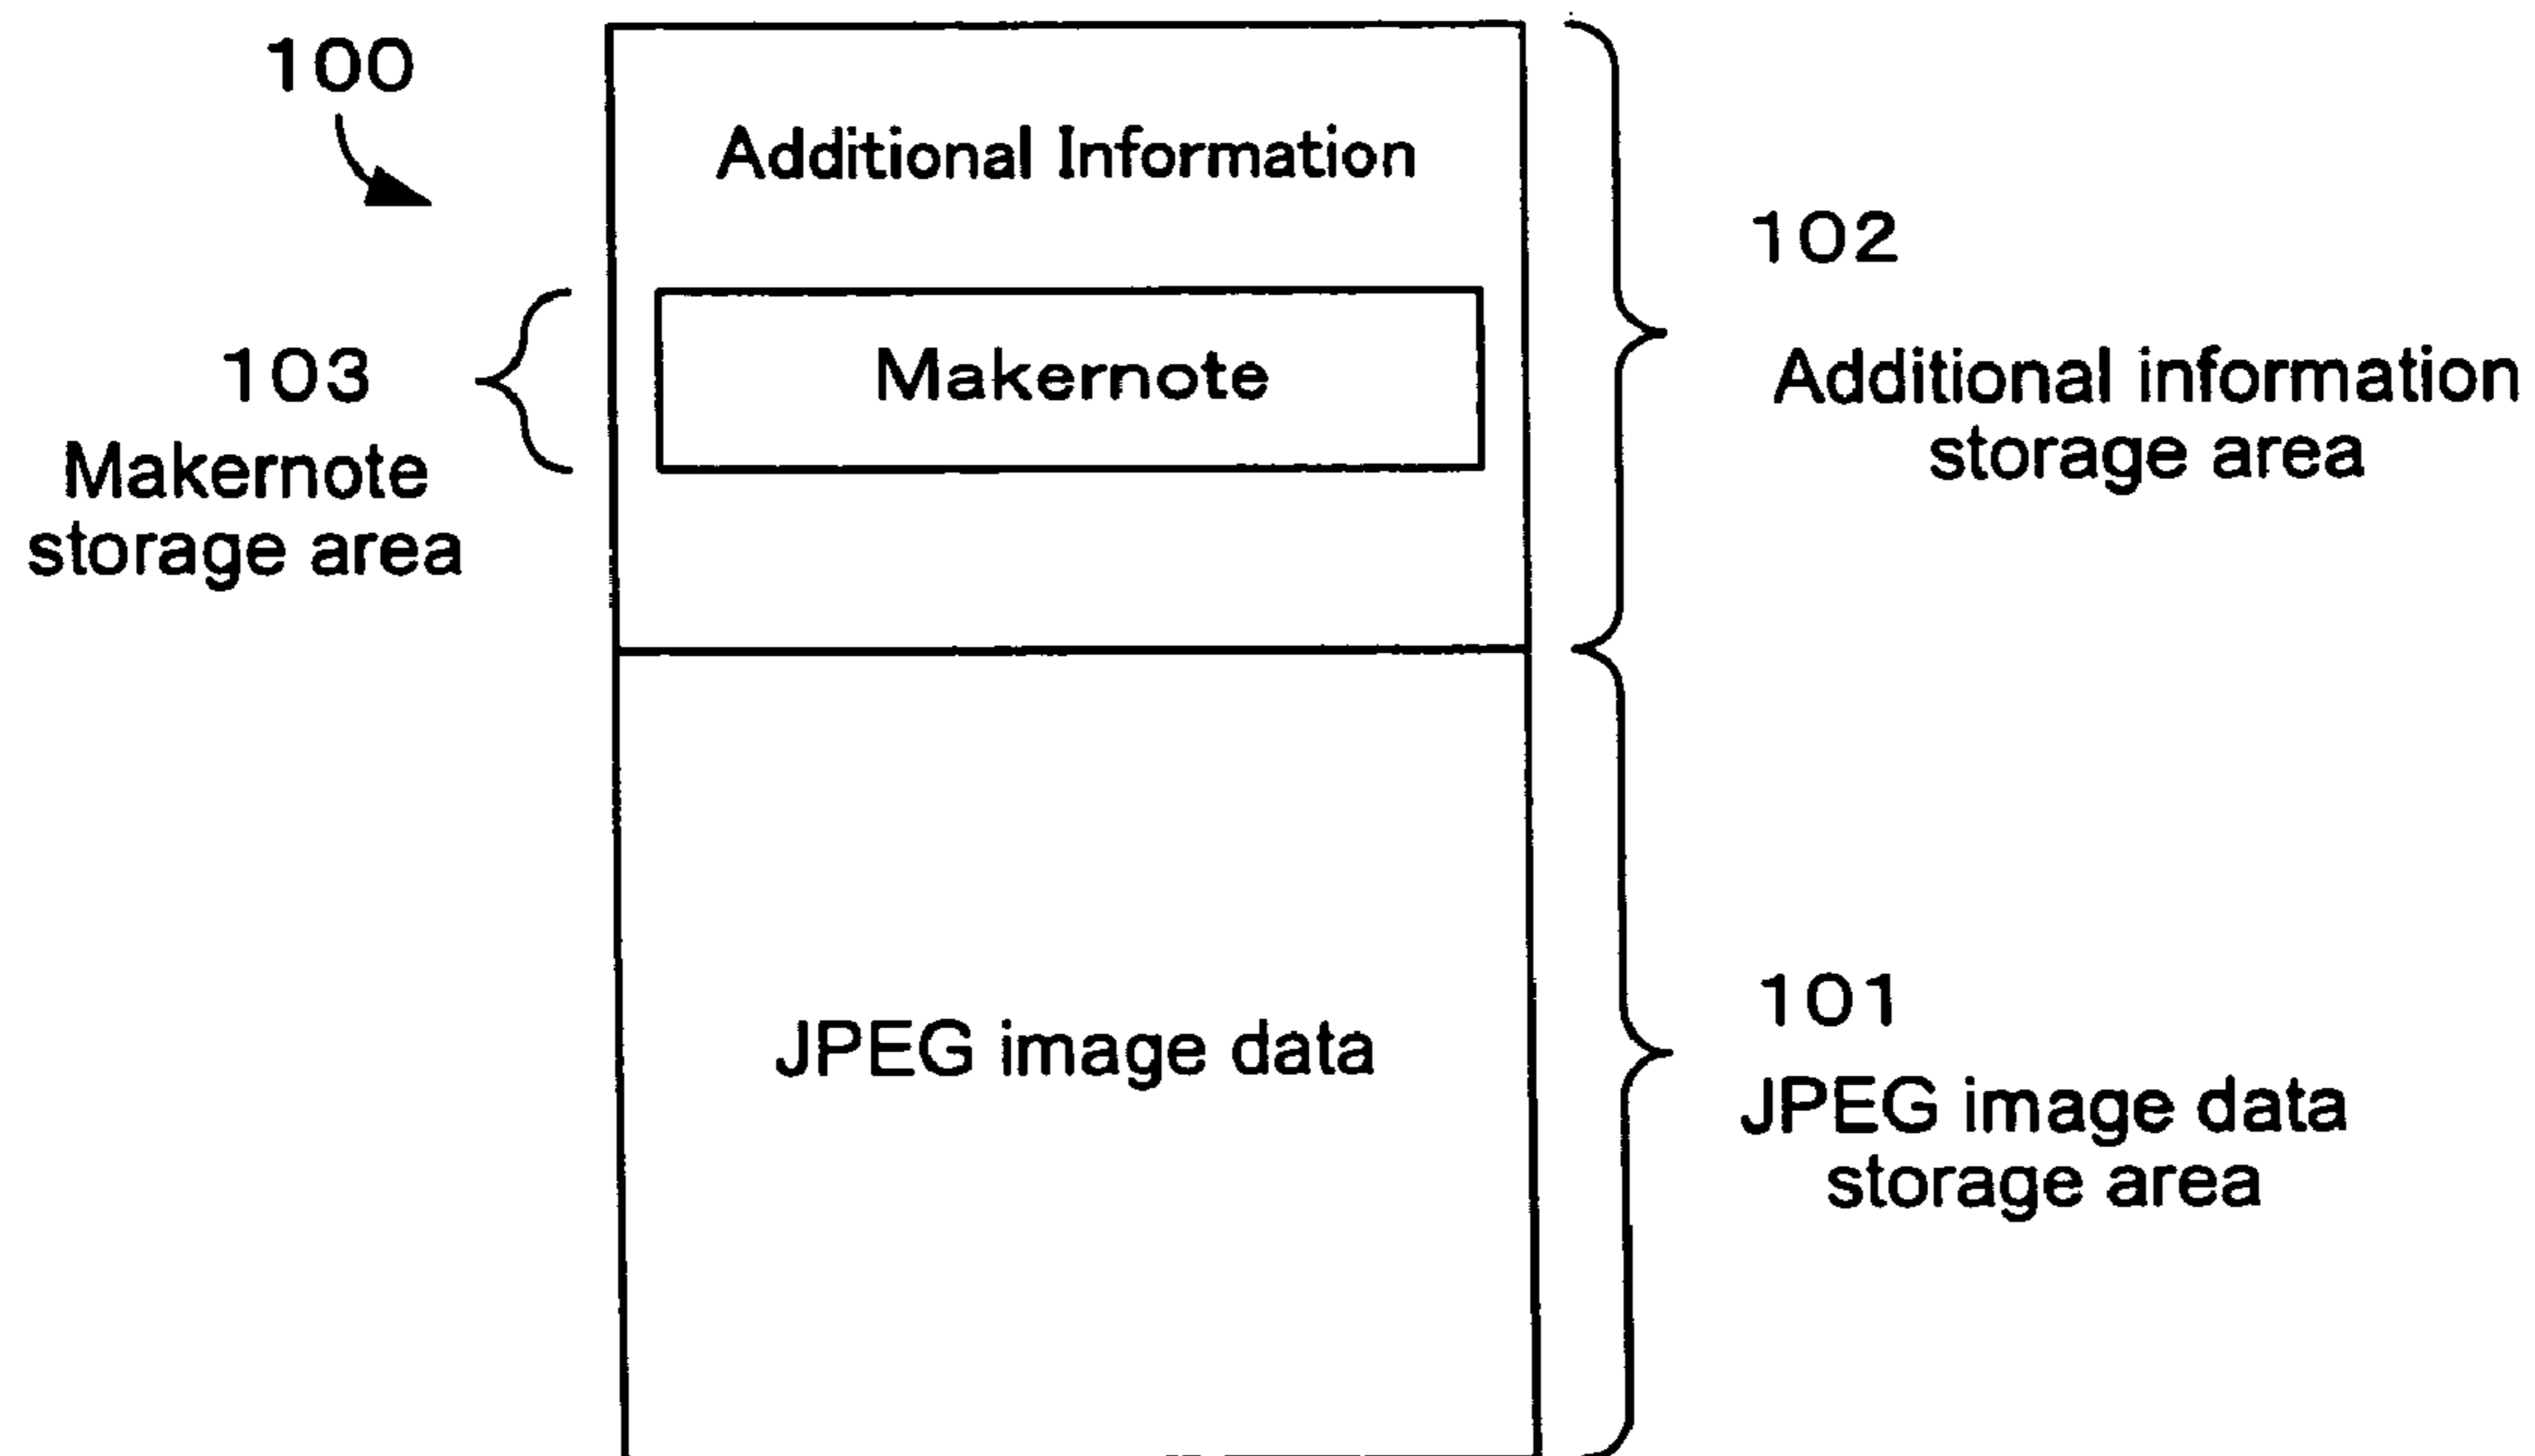 100
Additional Information
102
Additional information
storage area
Makernote
103
Makernote
storage area
JPEG image data
101
JPEG image data
storage area